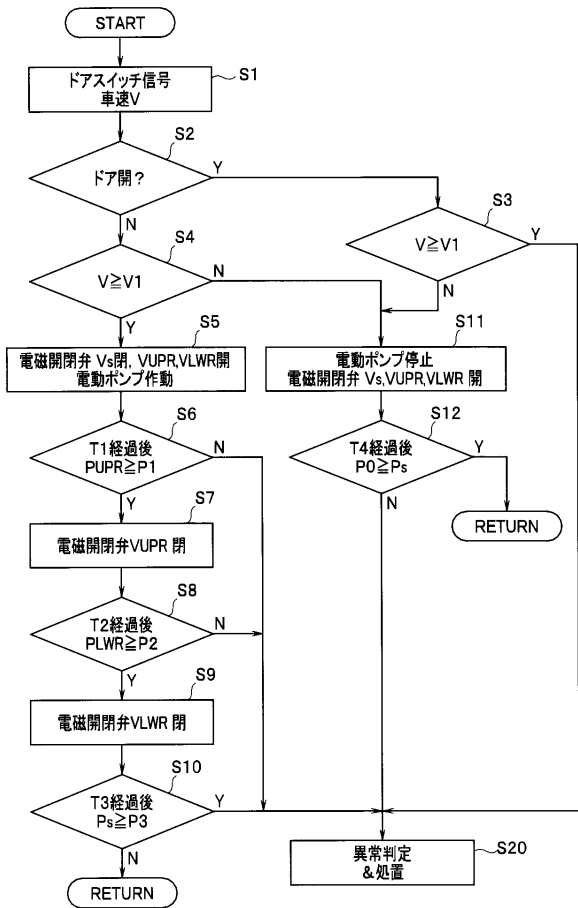 START
ドアスイッチ信号
車速V
S1
S2
ドア開?
Y
N
S3
V≧V1
Y
N
S4
V≧V1
N
Y
S5
電磁開閉弁 Vs閉, VUPR,VLWR開
電動ポンプ作動
S11
電動ポンプ停止
電磁開閉弁 Vs,VUPR,VLWR 開
S6
T1経過後
PUPR≧P1
N
Y
S12
T4経過後
P0≧Ps
Y
N
RETURN
S7
電磁開閉弁VUPR 閉
S8
T2経過後
PLWR≧P2
N
Y
S9
電磁開閉弁VLWR 閉
S10
T3経過後
Ps≧P3
Y
N
RETURN
S20
異常判定
&処置